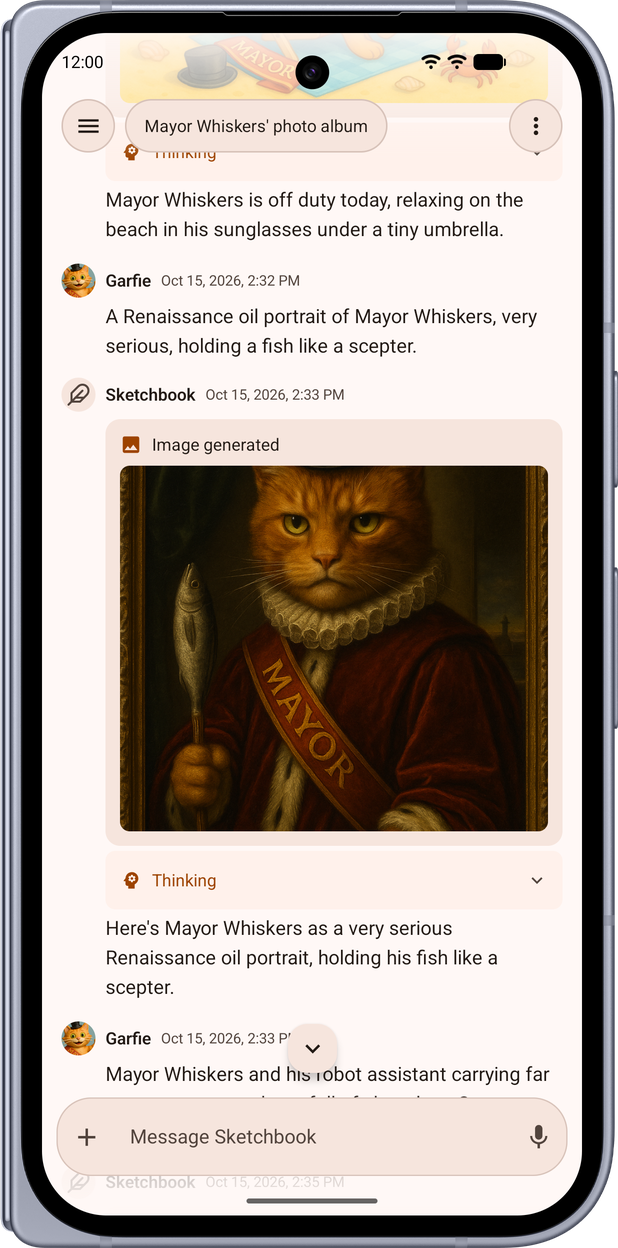 MAYOR
12:00
Mayor Whiskers' photo album
Thinking
Mayor Whiskers is off duty today, relaxing on the
beach in his sunglasses under a tiny umbrella.
Garfie Oct 15, 2026, 2:32 PM
A Renaissance oil portrait of Mayor Whiskers, very
serious, holding a fish like a scepter.
Sketchbook Oct 15, 2026, 2:33 PM
Image generated
MAYOR
Thinking
Here's Mayor Whiskers as a very serious
Renaissance oil portrait, holding his fish like a
scepter.
Garfie Oct 15, 2026, 2:33
Mayor Whiskers and his robot assistant carrying far
Message Sketchbook
Sketchbook Oct 15, 2026, 2:35 PM